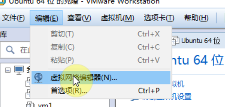 Ubuntu 64 位 - VMware Workstation
编辑(E) 查看(V) 虚拟机(M) 选项卡(T)
剪切(T) Ctrl+X
复制(C) Ctrl+C
粘贴(P) Ctrl+V
虚拟网络编辑器(N)...
首选项(R)... Ctrl+P
Ubuntu 64 位
vm1